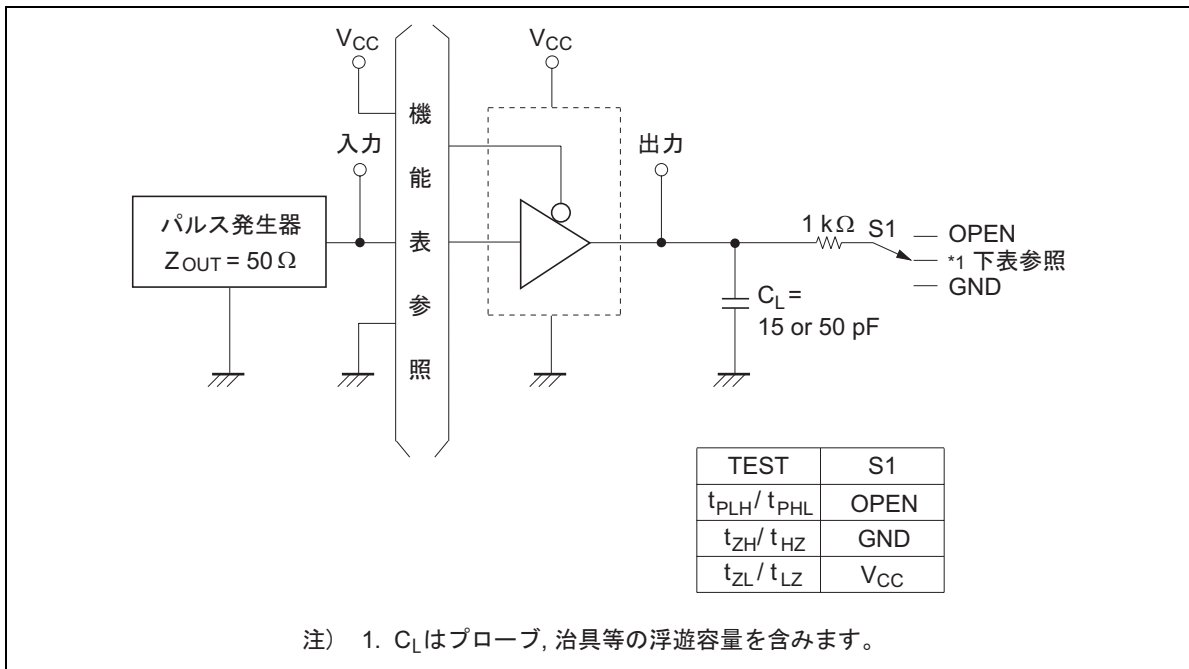 VCC
VCC
機能表参照
入力
出力
パルス発生器
ZOUT = 50 Ω
1 kΩ
S1
OPEN
*1 下表参照
GND
CL =
15 or 50 pF
TEST S1
tPLH / tPHL OPEN
tZH / tHZ GND
tZL / tLZ VCC
注） 1. CLはプローブ, 治具等の浮遊容量を含みます。